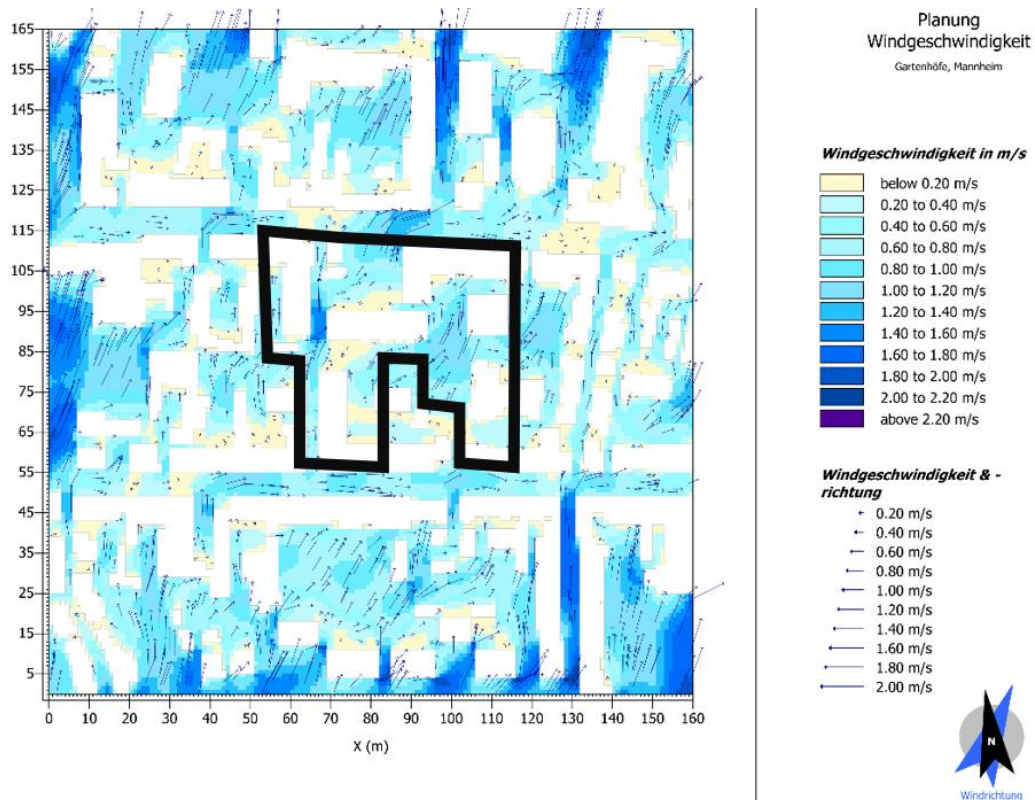 Planung
Windgeschwindigkeit
Gartenhöfe, Mannheim
165
155
145
135
125
115
105
95
85
75
65
55
45
35
25
15
5
0 10 20 30 40 50 60 70 80 90 100 110 120 130 140 150 160
X (m)
Windgeschwindigkeit in m/s
below 0.20 m/s
0.20 to 0.40 m/s
0.40 to 0.60 m/s
0.60 to 0.80 m/s
0.80 to 1.00 m/s
1.00 to 1.20 m/s
1.20 to 1.40 m/s
1.40 to 1.60 m/s
1.60 to 1.80 m/s
1.80 to 2.00 m/s
2.00 to 2.20 m/s
above 2.20 m/s
Windgeschwindigkeit & -
richtung
0.20 m/s
0.40 m/s
0.60 m/s
0.80 m/s
1.00 m/s
1.20 m/s
1.40 m/s
1.60 m/s
1.80 m/s
2.00 m/s
N
Windrichtung